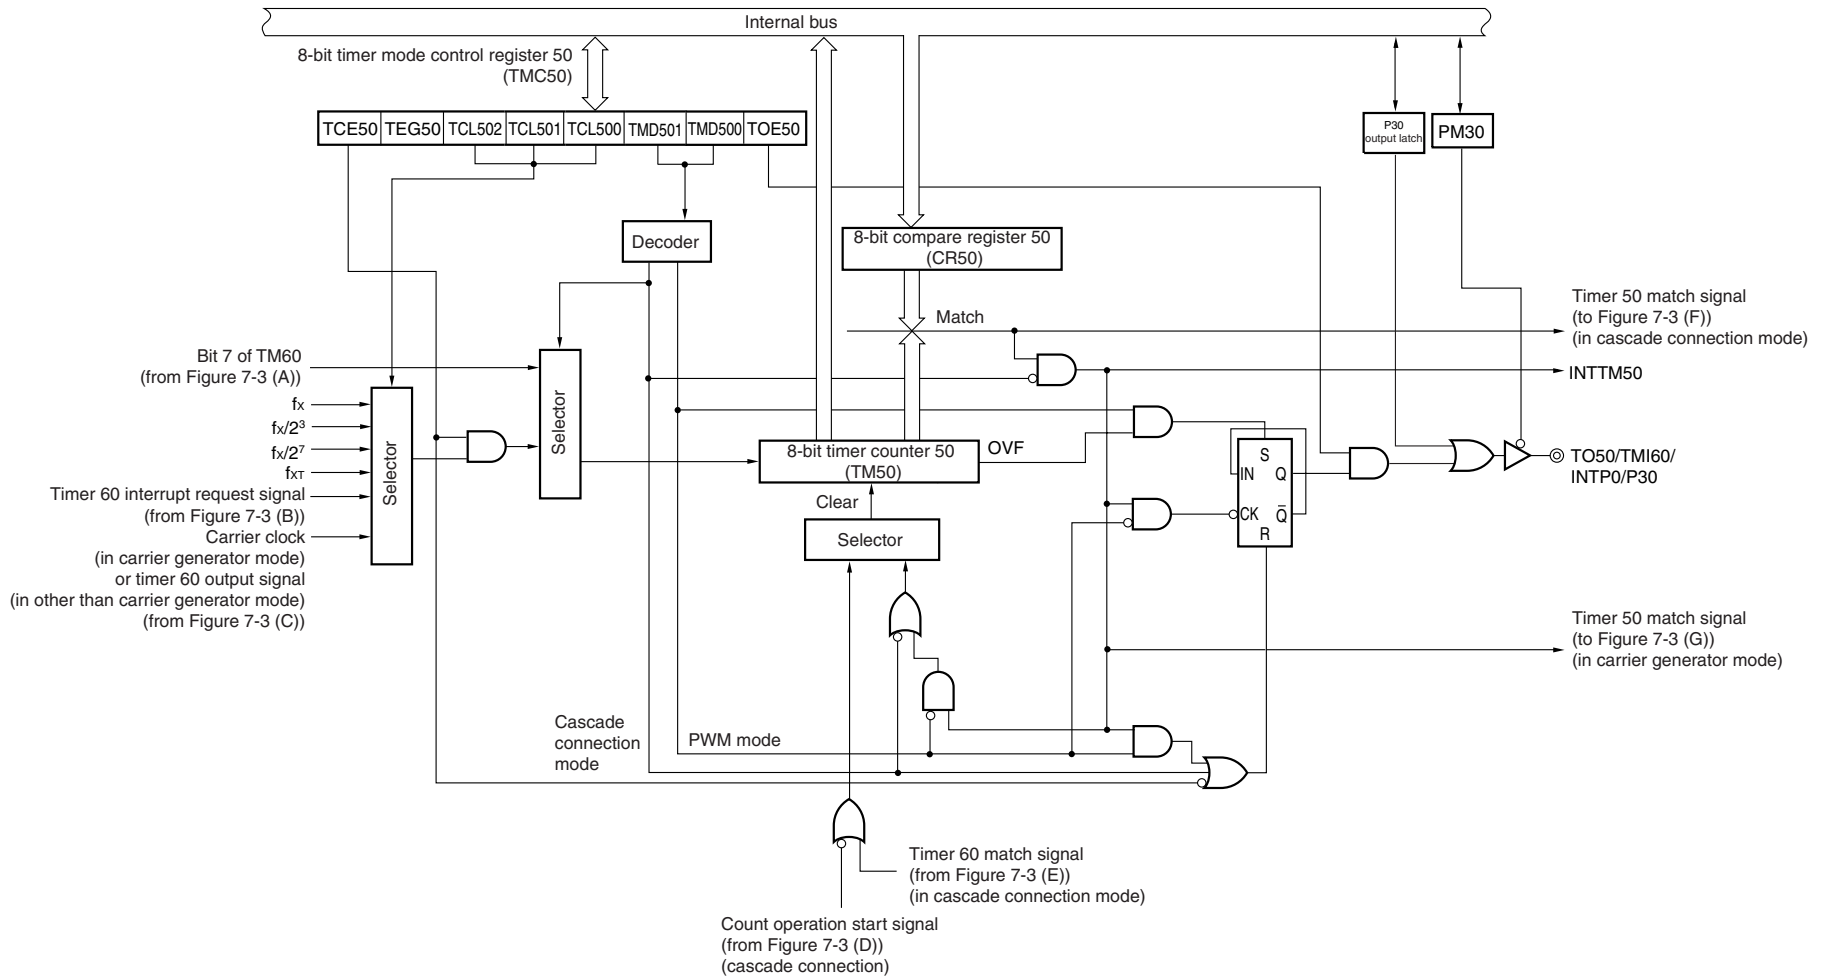 Internal bus
8-bit timer mode control register 50
(TMC50)
TCE50 TEG50 TCL502 TCL501 TCL500 TMD501 TMD500 TOE50
P30
output latch
PM30
Decoder
8-bit compare register 50
(CR50)
Match
Timer 50 match signal
(to Figure 7-3 (F))
(in cascade connection mode)
Bit 7 of TM60
(from Figure 7-3 (A))
INTTM50
fX
fX/2³
fX/2⁷
fXT
Selector
Selector
8-bit timer counter 50
(TM50)
OVF
S
IN
Q
CK
Q̅
R
TO50/TMI60/
INTP0/P30
Timer 60 interrupt request signal
(from Figure 7-3 (B))
Carrier clock
(in carrier generator mode)
or timer 60 output signal
(in other than carrier generator mode)
(from Figure 7-3 (C))
Clear
Selector
Timer 50 match signal
(to Figure 7-3 (G))
(in carrier generator mode)
Cascade
connection
mode
PWM mode
Timer 60 match signal
(from Figure 7-3 (E))
(in cascade connection mode)
Count operation start signal
(from Figure 7-3 (D))
(cascade connection)